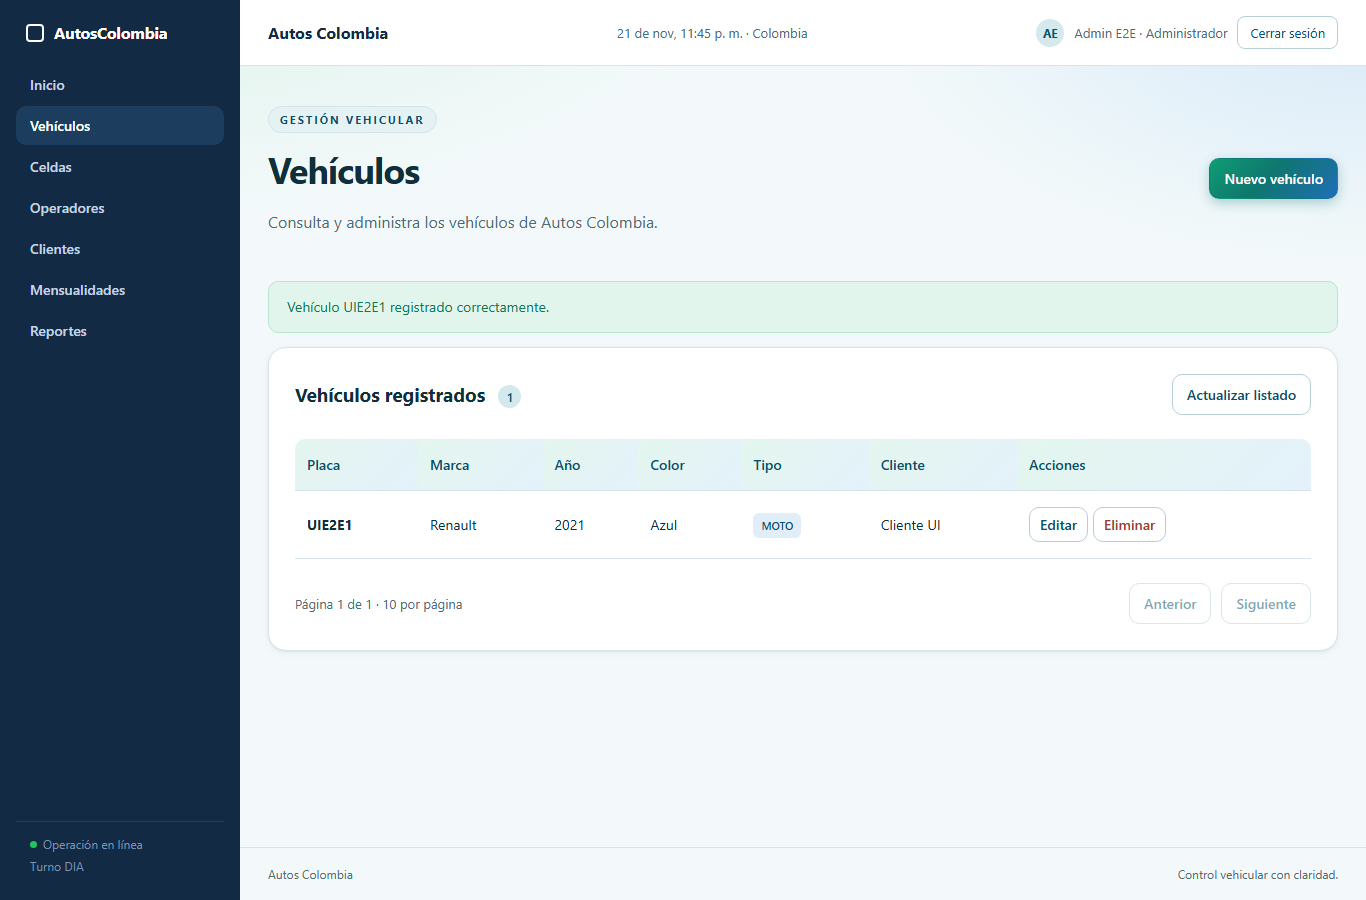 AutosColombia
Inicio
Vehículos
Celdas
Operadores
Clientes
Mensualidades
Reportes
Operación en línea
Turno DIA
Autos Colombia
21 de nov, 11:45 p. m. · Colombia
AE
Admin E2E · Administrador
Cerrar sesión
GESTIÓN VEHICULAR
Vehículos
Consulta y administra los vehículos de Autos Colombia.
Nuevo vehículo
Vehículo UIE2E1 registrado correctamente.
Vehículos registrados 1
Actualizar listado
Placa Marca Año Color Tipo Cliente Acciones
UIE2E1 Renault 2021 Azul MOTO Cliente UI Editar Eliminar
Página 1 de 1 · 10 por página
Anterior Siguiente
Autos Colombia
Control vehicular con claridad.